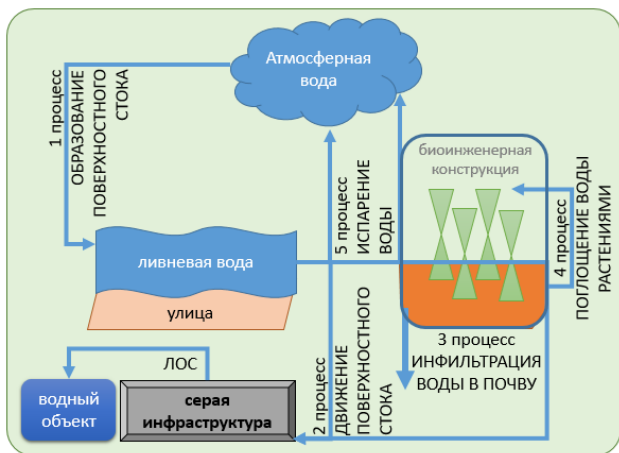 Атмосферная
вода
1 процесс
ОБРАЗОВАНИЕ
ПОВЕРХНОСТНОГО
СТОКА
биоинженерная
конструкция
5 процесс
ИСПАРЕНИЕ
ВОДЫ
4 процесс
ПОГЛОЩЕНИЕ ВОДЫ
РАСТЕНИЯМИ
ливневая вода
улица
3 процесс
ИНФИЛЬТРАЦИЯ
ВОДЫ В ПОЧВУ
2 процесс
ДВИЖЕНИЕ
ПОВЕРХНОСТНОГО
СТОКА
ЛОС
водный
объект
серая
инфраструктура